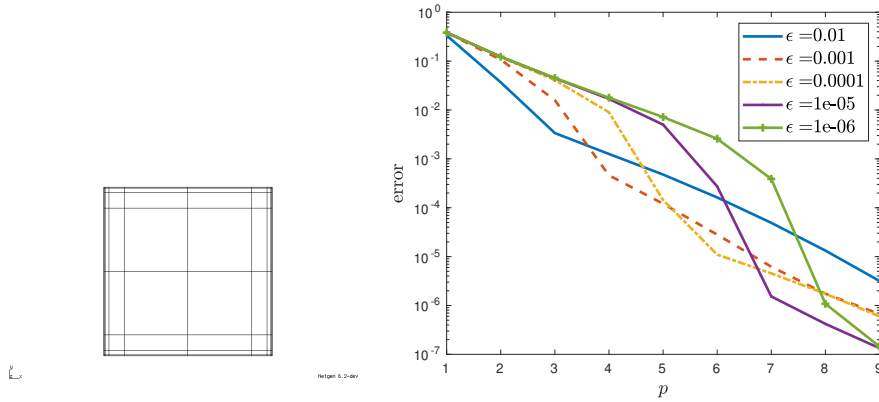 y
z x
Netgen 6.2-dev
10^0
10^-1
10^-2
10^-3
10^-4
10^-5
10^-6
10^-7
error
1 2 3 4 5 6 7 8 9
p
ϵ =0.01
ϵ =0.001
ϵ =0.0001
ϵ =1e-05
ϵ =1e-06